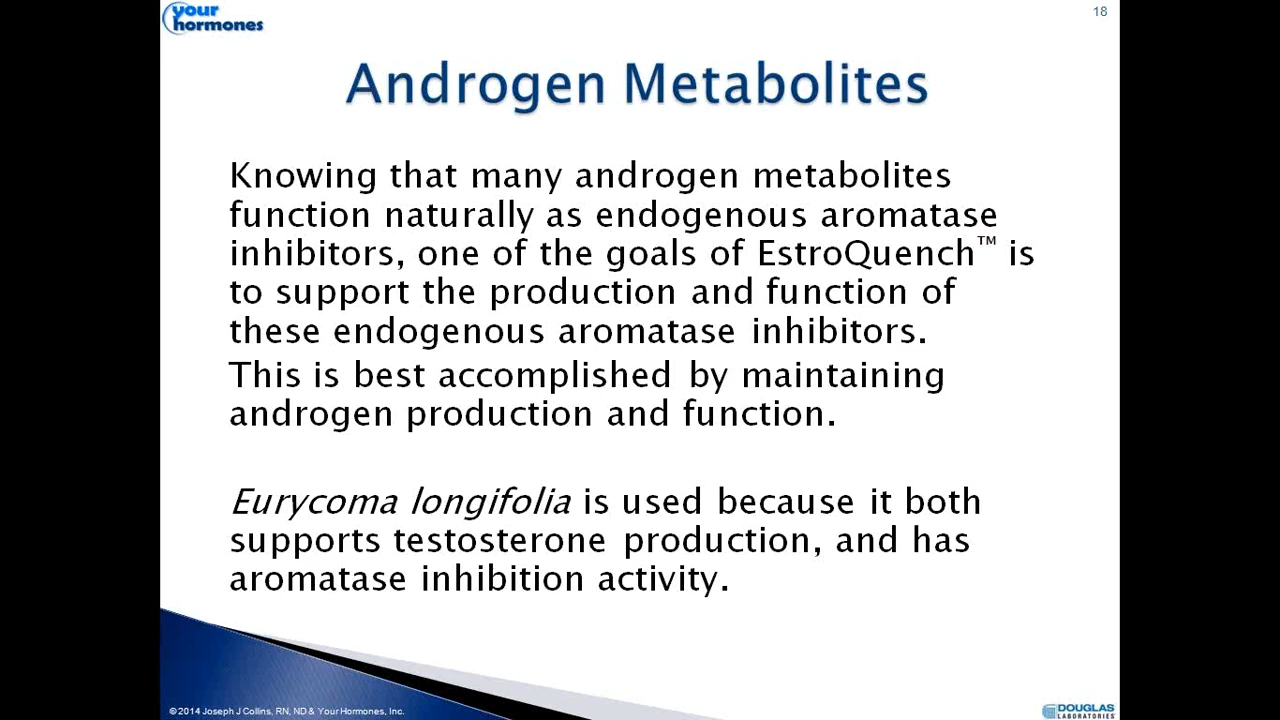 your
hormones
18
Androgen Metabolites
Knowing that many androgen metabolites
function naturally as endogenous aromatase
inhibitors, one of the goals of EstroQuench™ is
to support the production and function of
these endogenous aromatase inhibitors.
This is best accomplished by maintaining
androgen production and function.
Eurycoma longifolia is used because it both
supports testosterone production, and has
aromatase inhibition activity.
© 2014 Joseph J Collins, RN, ND & Your Hormones, Inc.
DOUGLAS
LABORATORIES